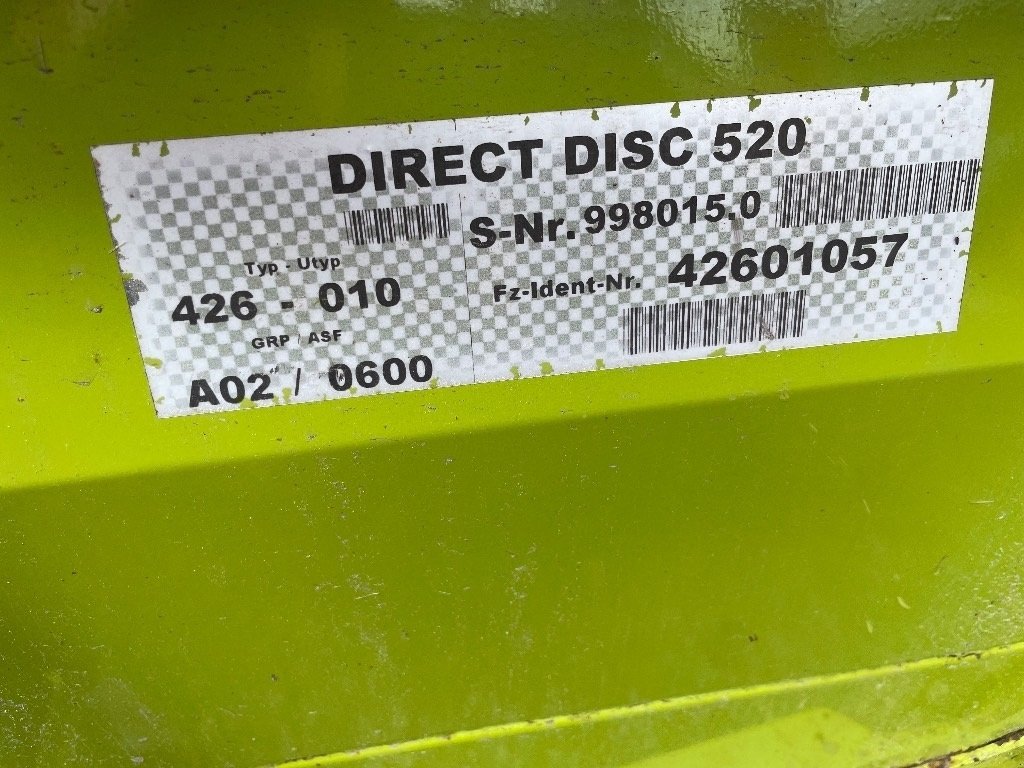 DIRECT DISC 520
S-Nr. 998015.0
Typ - Utyp
426 - 010
Fz-Ident-Nr. 42601057
GRP / ASF
A02 / 0600